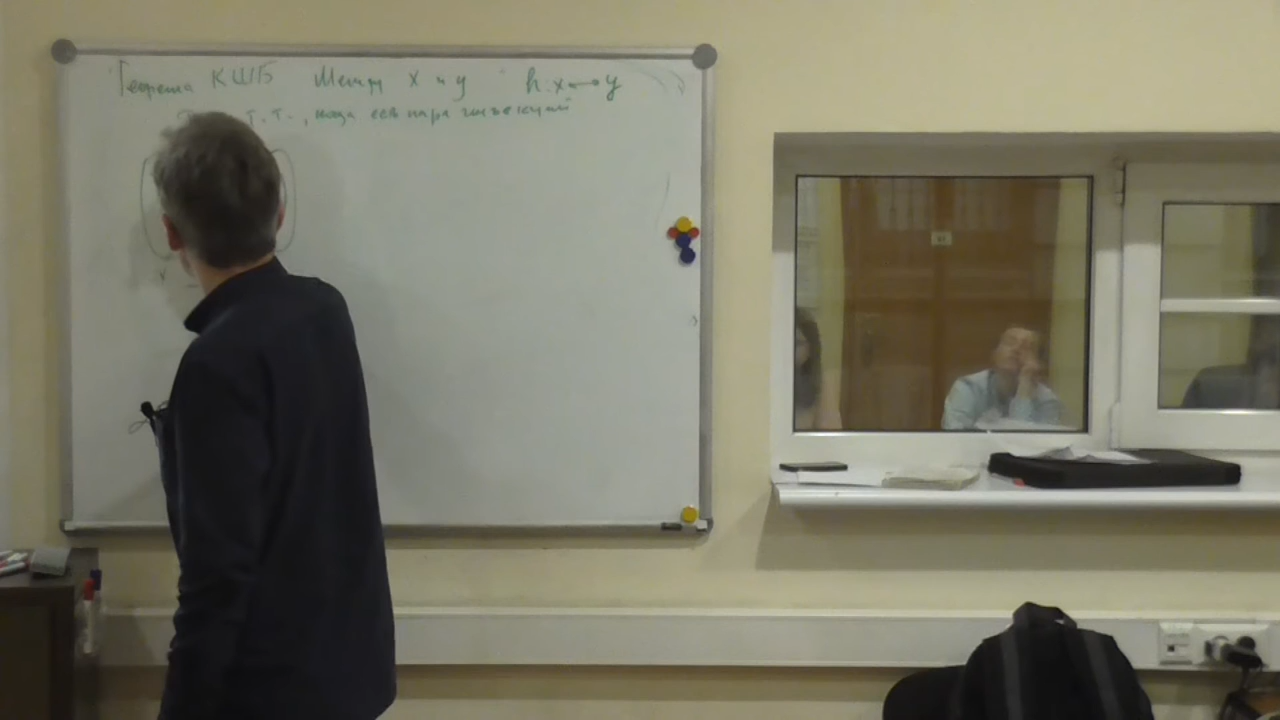 Теорема КШБ Между X и Y h: X ↔ Y
т. т., когда есть пара инъекций
X